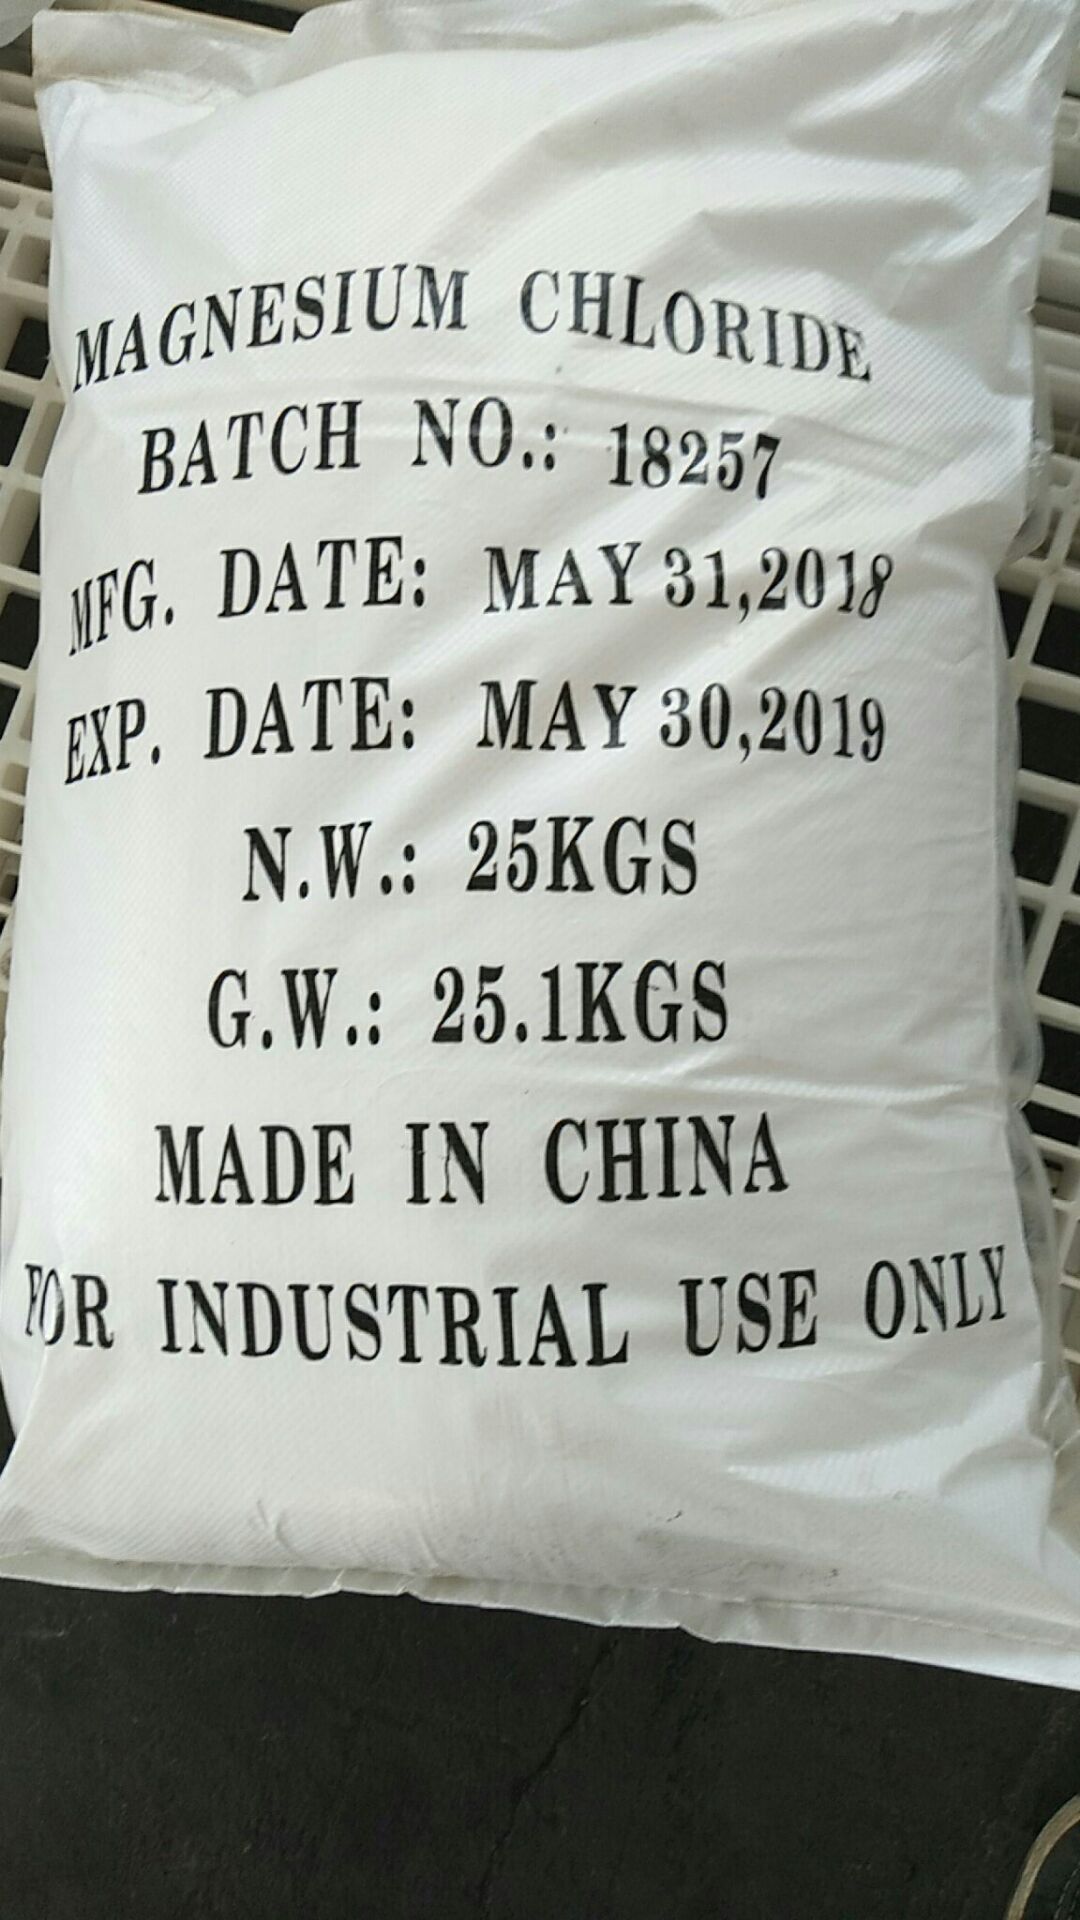 MAGNESIUM CHLORIDE
BATCH NO.: 18257
MFG. DATE: MAY 31,2018
EXP. DATE: MAY 30,2019
N.W.: 25KGS
G.W.: 25.1KGS
MADE IN CHINA
FOR INDUSTRIAL USE ONLY